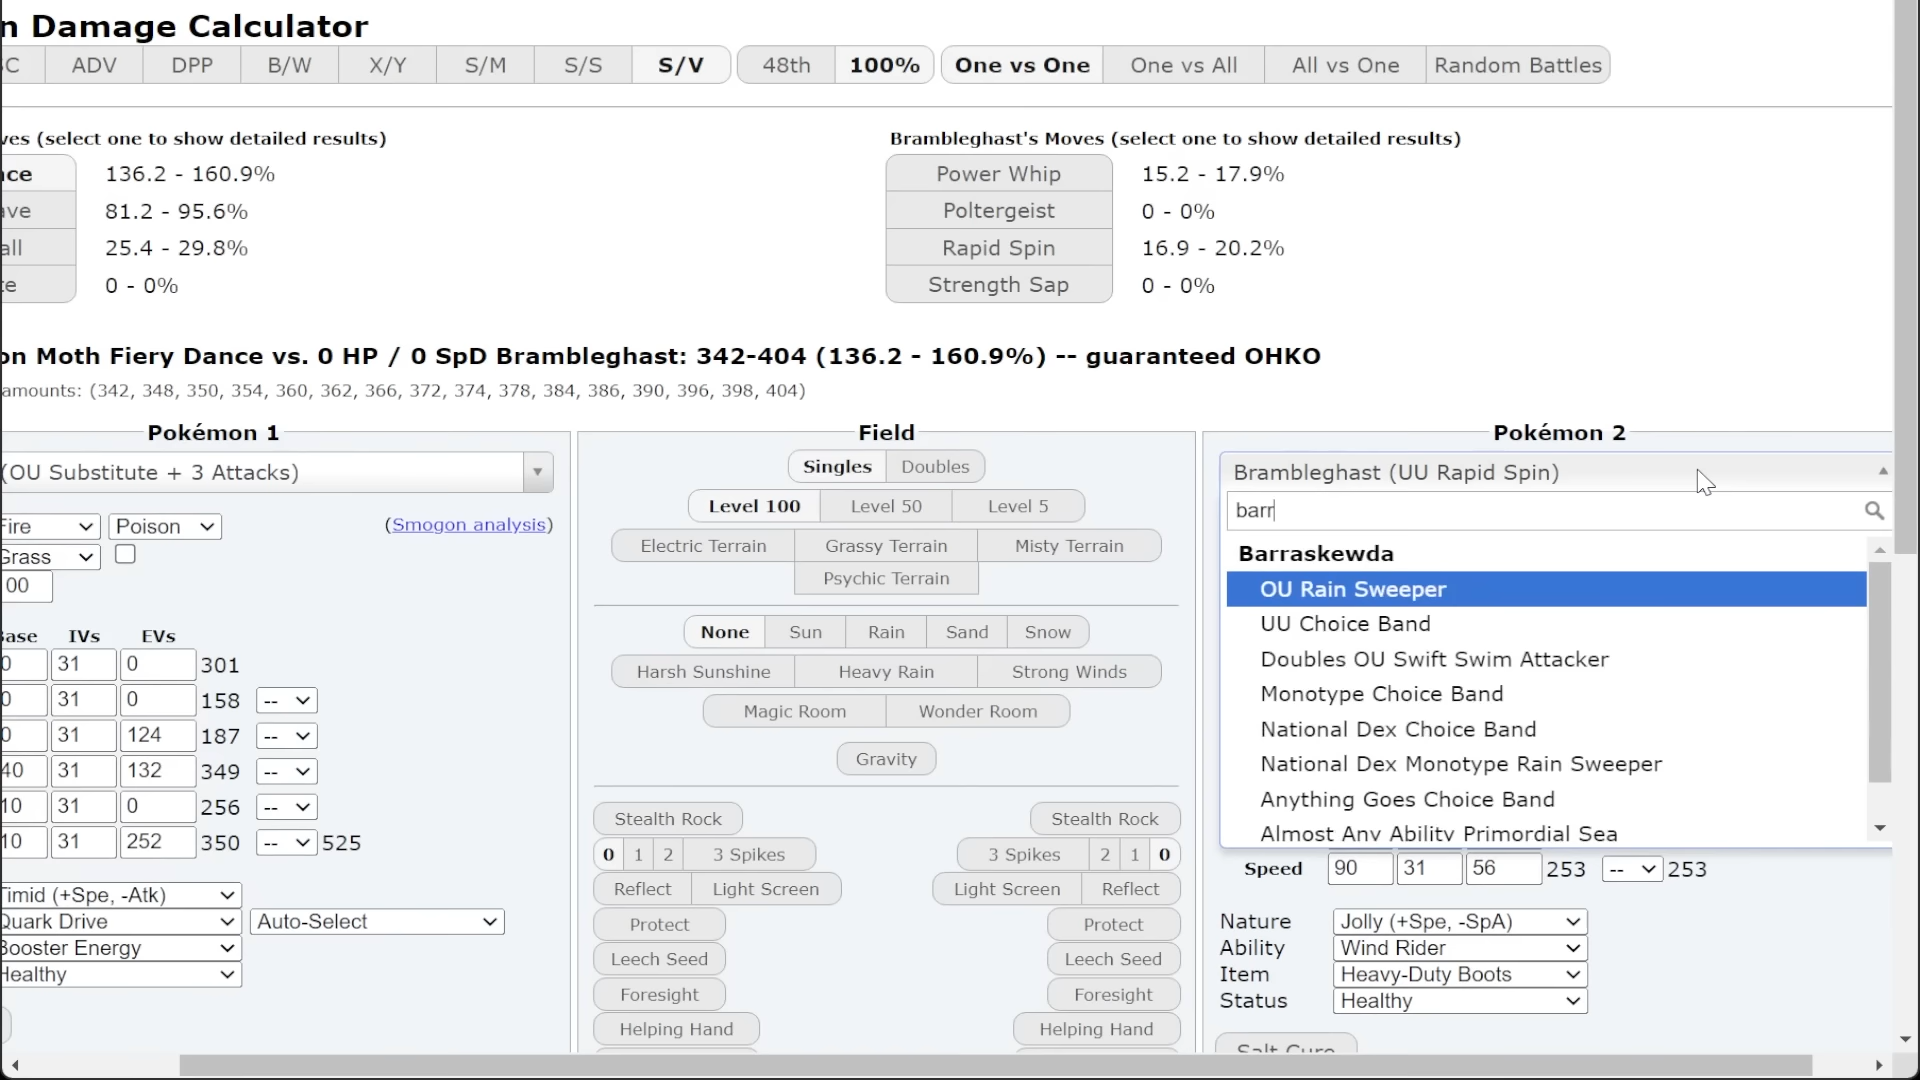 n Damage Calculator
C ADV DPP B/W X/Y S/M S/S S/V 48th 100% One vs One One vs All All vs One Random Battles
ves (select one to show detailed results)
nce 136.2 - 160.9%
ave 81.2 - 95.6%
all 25.4 - 29.8%
te 0 - 0%
Brambleghast's Moves (select one to show detailed results)
Power Whip 15.2 - 17.9%
Poltergeist 0 - 0%
Rapid Spin 16.9 - 20.2%
Strength Sap 0 - 0%
on Moth Fiery Dance vs. 0 HP / 0 SpD Brambleghast: 342-404 (136.2 - 160.9%) -- guaranteed OHKO
amounts: (342, 348, 350, 354, 360, 362, 366, 372, 374, 378, 384, 386, 390, 396, 398, 404)
Pokémon 1
(OU Substitute + 3 Attacks)
Fire Poison (Smogon analysis)
Grass
00
Base IVs EVs
0 31 0 301
0 31 0 158 --
0 31 124 187 --
40 31 132 349 --
10 31 0 256 --
10 31 252 350 -- 525
Timid (+Spe, -Atk)
Quark Drive Auto-Select
Booster Energy
Healthy
Field
Singles Doubles
Level 100 Level 50 Level 5
Electric Terrain Grassy Terrain Misty Terrain
Psychic Terrain
None Sun Rain Sand Snow
Harsh Sunshine Heavy Rain Strong Winds
Magic Room Wonder Room
Gravity
Stealth Rock Stealth Rock
0 1 2 3 Spikes 3 Spikes 2 1 0
Reflect Light Screen Light Screen Reflect
Protect Protect
Leech Seed Leech Seed
Foresight Foresight
Helping Hand Helping Hand
Pokémon 2
Brambleghast (UU Rapid Spin)
barr
Barraskewda
OU Rain Sweeper
UU Choice Band
Doubles OU Swift Swim Attacker
Monotype Choice Band
National Dex Choice Band
National Dex Monotype Rain Sweeper
Anything Goes Choice Band
Almost Any Ability Primordial Sea
Speed 90 31 56 253 -- 253
Nature Jolly (+Spe, -SpA)
Ability Wind Rider
Item Heavy-Duty Boots
Status Healthy
Salt Cure